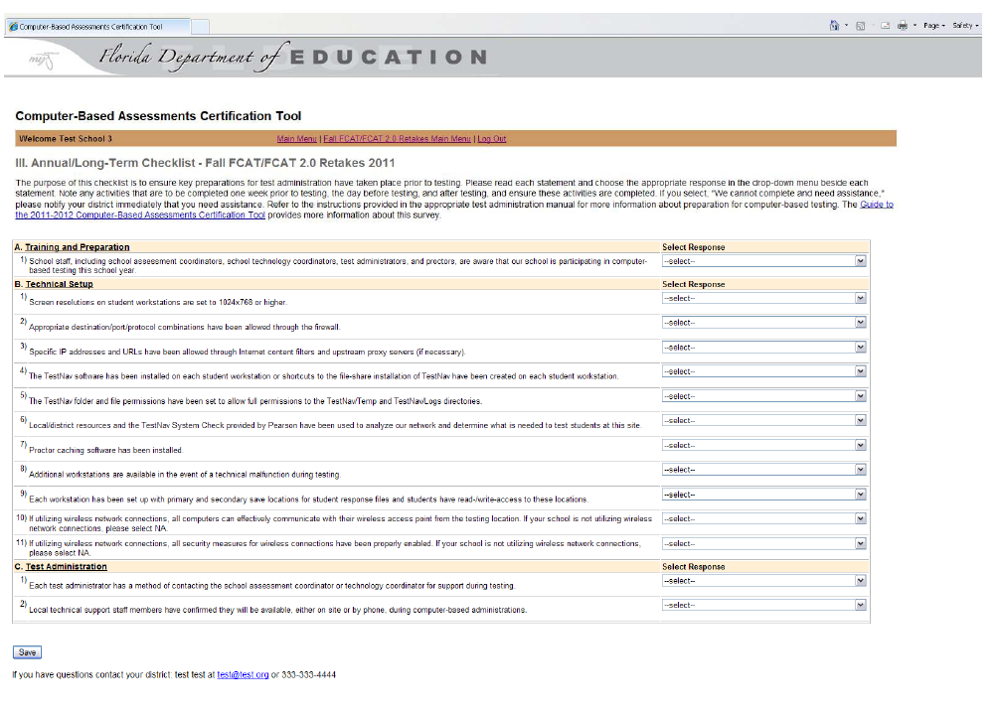 Computer-Based Assessments Certification Tool
Page
Safety
Florida Department of EDUCATION
Computer-Based Assessments Certification Tool
Welcome Test School 3
Main Menu | Fall FCAT/FCAT 2.0 Retakes Main Menu | Log Out
III. Annual/Long-Term Checklist - Fall FCAT/FCAT 2.0 Retakes 2011
The purpose of this checklist is to ensure key preparations for test administration have taken place prior to testing. Please read each statement and choose the appropriate response in the drop-down menu beside each
statement. Note any activities that are to be completed one week prior to testing, the day before testing, and after testing, and ensure these activities are completed. If you select, "We cannot complete and need assistance,"
please notify your district immediately that you need assistance. Refer to the instructions provided in the appropriate test administration manual for more information about preparation for computer-based testing. The Guide to
the 2011-2012 Computer-Based Assessments Certification Tool provides more information about this survey.
A. Training and Preparation Select Response
1) School staff, including school assessment coordinators, school technology coordinators, test administrators, and proctors, are aware that our school is participating in computer- --select--
based testing this school year.
B. Technical Setup Select Response
1) Screen resolutions on student workstations are set to 1024x768 or higher. --select--
2) Appropriate destination/port/protocol combinations have been allowed through the firewall. --select--
3) Specific IP addresses and URLs have been allowed through Internet content filters and upstream proxy servers (if necessary). --select--
4) The TestNav software has been installed on each student workstation or shortcuts to the file-share installation of TestNav have been created on each student workstation. --select--
5) The TestNav folder and file permissions have been set to allow full permissions to the TestNav/Temp and TestNav/Logs directories. --select--
6) Local/district resources and the TestNav System Check provided by Pearson have been used to analyze our network and determine what is needed to test students at this site. --select--
7) Proctor caching software has been installed. --select--
8) Additional workstations are available in the event of a technical malfunction during testing. --select--
9) Each workstation has been set up with primary and secondary save locations for student response files and students have read-/write-access to these locations. --select--
10) If utilizing wireless network connections, all computers can effectively communicate with their wireless access point from the testing location. If your school is not utilizing wireless --select--
network connections, please select NA.
11) If utilizing wireless network connections, all security measures for wireless connections have been properly enabled. If your school is not utilizing wireless network connections, --select--
please select NA.
C. Test Administration Select Response
1) Each test administrator has a method of contacting the school assessment coordinator or technology coordinator for support during testing. --select--
2) Local technical support staff members have confirmed they will be available, either on site or by phone, during computer-based administrations. --select--
Save
If you have questions contact your district: test test at test@test.org or 333-333-4444